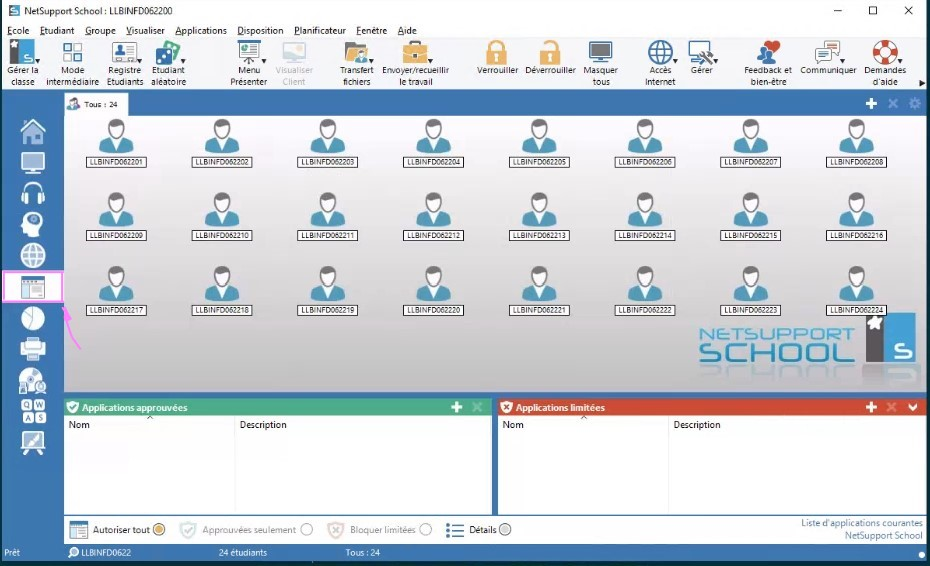 NetSupport School : LLBINFD062200
Ecole Etudiant Groupe Visualiser Applications Disposition Planificateur Fenêtre Aide
Gérer la classe
Mode intermédiaire
Registre Etudiants
Etudiant aléatoire
Menu Présenter
Visualiser Client
Transfert fichiers
Envoyer/recueillir le travail
Verrouiller
Déverrouiller
Masquer tous
Accès Internet
Gérer
Feedback et bien-être
Communiquer
Demandes d'aide
Tous : 24
LLBINFD062201 LLBINFD062202 LLBINFD062203 LLBINFD062204 LLBINFD062205 LLBINFD062206 LLBINFD062207 LLBINFD062208
LLBINFD062209 LLBINFD062210 LLBINFD062211 LLBINFD062212 LLBINFD062213 LLBINFD062214 LLBINFD062215 LLBINFD062216
LLBINFD062217 LLBINFD062218 LLBINFD062219 LLBINFD062220 LLBINFD062221 LLBINFD062222 LLBINFD062223 LLBINFD062224
NETSUPPORT
SCHOOL
S
Q W
A S
Applications approuvées
Nom Description
Applications limitées
Nom Description
Autoriser tout Approuvées seulement Bloquer limitées Détails
Liste d'applications courantes
NetSupport School
Prêt LLBINFD0622 24 étudiants Tous : 24